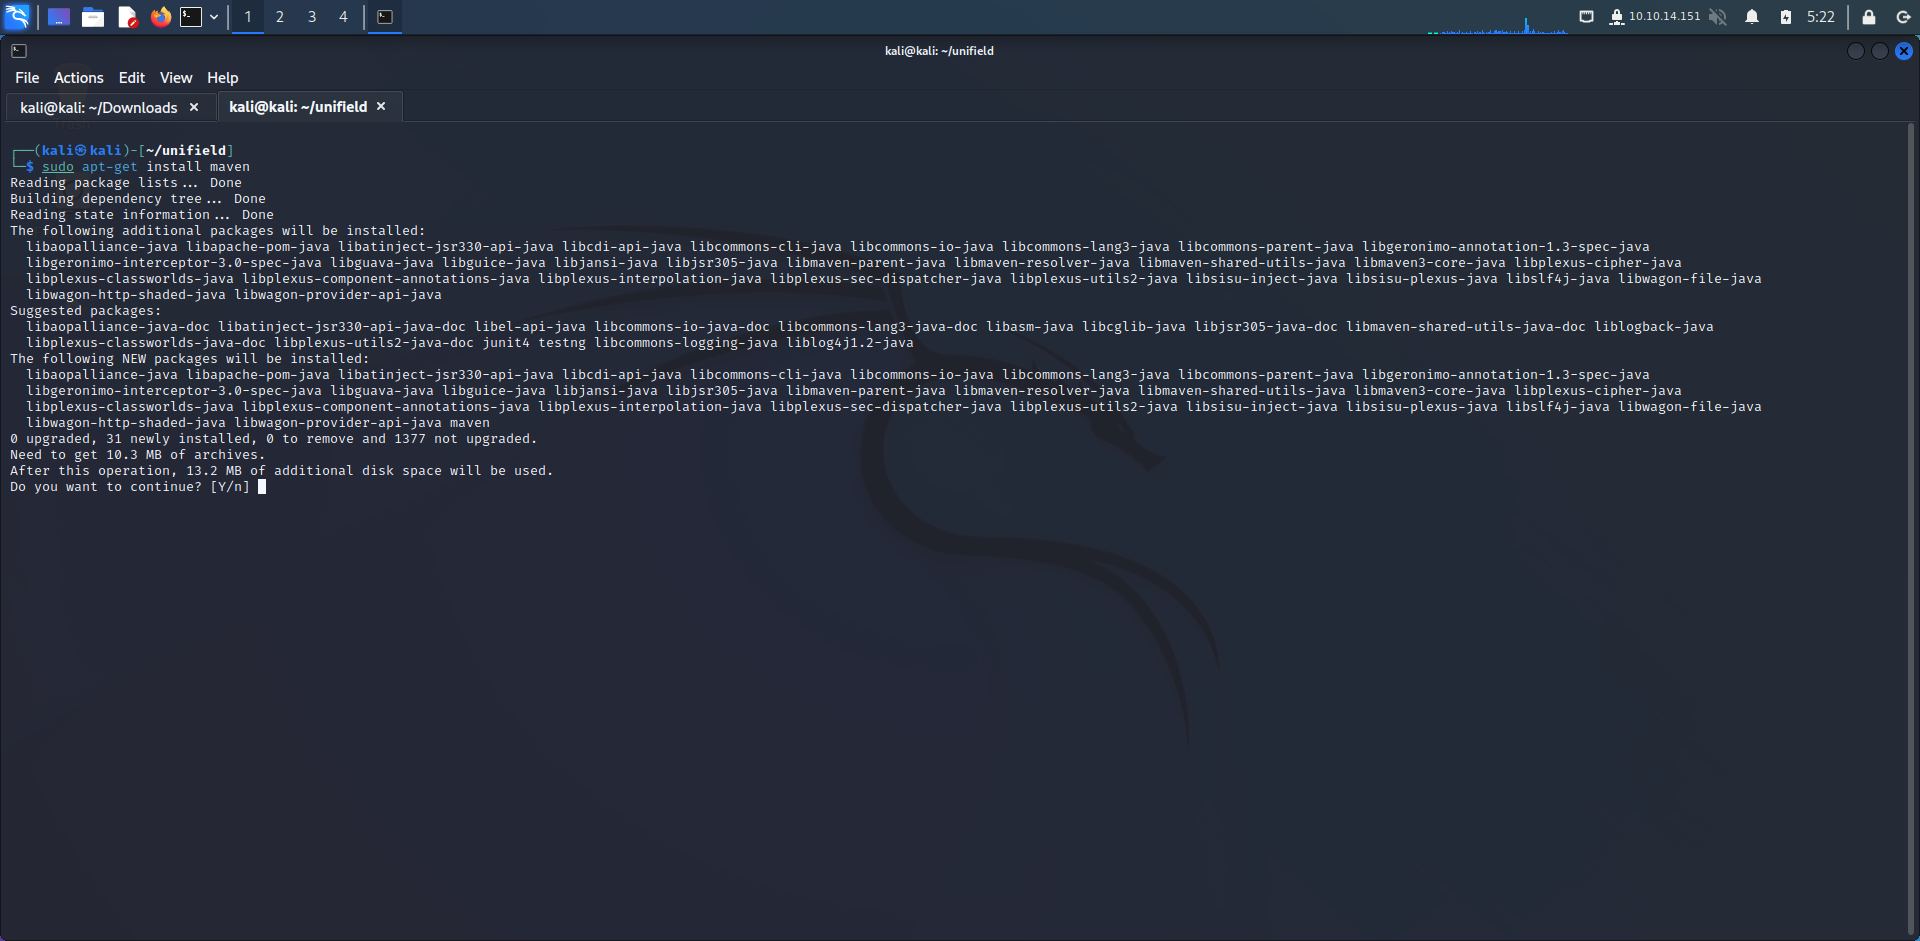 1 2 3 4 10.10.14.151 5:22
kali@kali: ~/unifield
File Actions Edit View Help
kali@kali: ~/Downloads × kali@kali: ~/unifield ×
┌──(kali㉿kali)-[~/unifield]
└─$ sudo apt-get install maven
Reading package lists... Done
Building dependency tree... Done
Reading state information... Done
The following additional packages will be installed:
libaopalliance-java libapache-pom-java libatinject-jsr330-api-java libcdi-api-java libcommons-cli-java libcommons-io-java libcommons-lang3-java libcommons-parent-java libgeronimo-annotation-1.3-spec-java
libgeronimo-interceptor-3.0-spec-java libguava-java libguice-java libjansi-java libjsr305-java libmaven-parent-java libmaven-resolver-java libmaven-shared-utils-java libmaven3-core-java libplexus-cipher-java
libplexus-classworlds-java libplexus-component-annotations-java libplexus-interpolation-java libplexus-sec-dispatcher-java libplexus-utils2-java libsisu-inject-java libsisu-plexus-java libslf4j-java libwagon-file-java
libwagon-http-shaded-java libwagon-provider-api-java
Suggested packages:
libaopalliance-java-doc libatinject-jsr330-api-java-doc libel-api-java libcommons-io-java-doc libcommons-lang3-java-doc libasm-java libcglib-java libjsr305-java-doc libmaven-shared-utils-java-doc liblogback-java
libplexus-classworlds-java-doc libplexus-utils2-java-doc junit4 testng libcommons-logging-java liblog4j1.2-java
The following NEW packages will be installed:
libaopalliance-java libapache-pom-java libatinject-jsr330-api-java libcdi-api-java libcommons-cli-java libcommons-io-java libcommons-lang3-java libcommons-parent-java libgeronimo-annotation-1.3-spec-java
libgeronimo-interceptor-3.0-spec-java libguava-java libguice-java libjansi-java libjsr305-java libmaven-parent-java libmaven-resolver-java libmaven-shared-utils-java libmaven3-core-java libplexus-cipher-java
libplexus-classworlds-java libplexus-component-annotations-java libplexus-interpolation-java libplexus-sec-dispatcher-java libplexus-utils2-java libsisu-inject-java libsisu-plexus-java libslf4j-java libwagon-file-java
libwagon-http-shaded-java libwagon-provider-api-java maven
0 upgraded, 31 newly installed, 0 to remove and 1377 not upgraded.
Need to get 10.3 MB of archives.
After this operation, 13.2 MB of additional disk space will be used.
Do you want to continue? [Y/n]